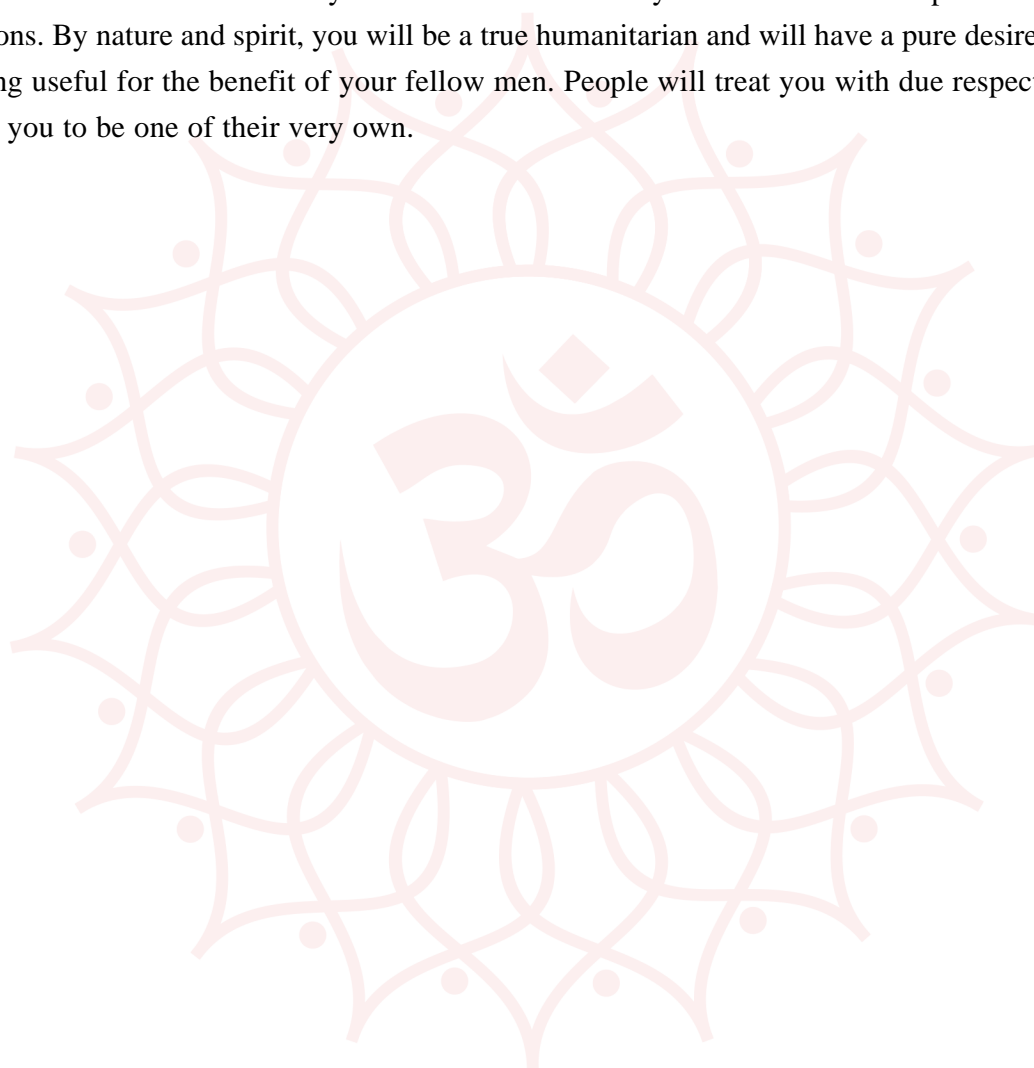 ons. By nature and spirit, you will be a true humanitarian and will have a pure desire
ng useful for the benefit of your fellow men. People will treat you with due respec
you to be one of their very own.
ॐ